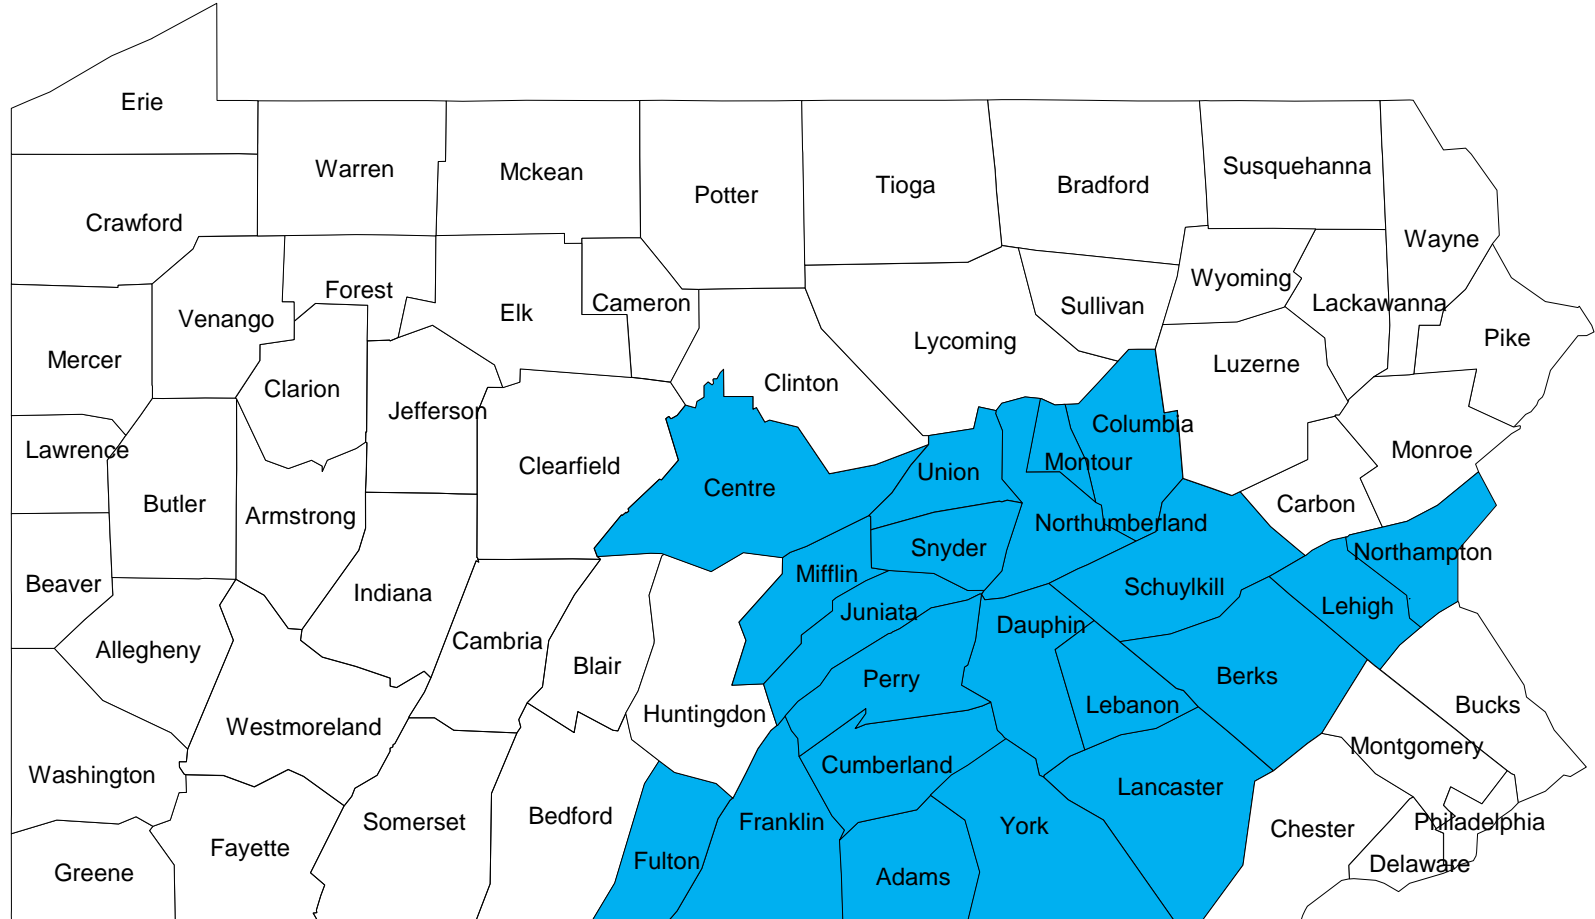 Erie
Warren
Mckean
Potter
Tioga
Bradford
Susquehanna
Crawford
Wayne
Forest
Venango
Elk
Cameron
Wyoming
Sullivan
Lackawanna
Mercer
Lycoming
Luzerne
Pike
Clarion
Jefferson
Clinton
Columbia
Lawrence
Clearfield
Centre
Union
Montour
Monroe
Butler
Armstrong
Carbon
Northumberland
Snyder
Northampton
Beaver
Indiana
Mifflin
Juniata
Schuylkill
Lehigh
Allegheny
Cambria
Blair
Dauphin
Perry
Berks
Westmoreland
Huntingdon
Lebanon
Bucks
Washington
Cumberland
Montgomery
Lancaster
Somerset
Bedford
Franklin
York
Chester
Philadelphia
Greene
Fayette
Fulton
Adams
Delaware